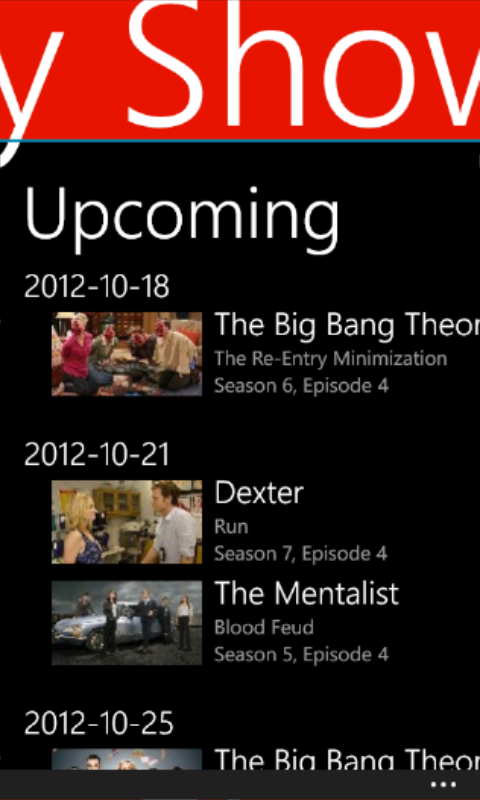 y Show
Upcoming
2012-10-18
The Big Bang Theor
The Re-Entry Minimization
Season 6, Episode 4
2012-10-21
Dexter
Run
Season 7, Episode 4
The Mentalist
Blood Feud
Season 5, Episode 4
2012-10-25
The Big Bang Theor